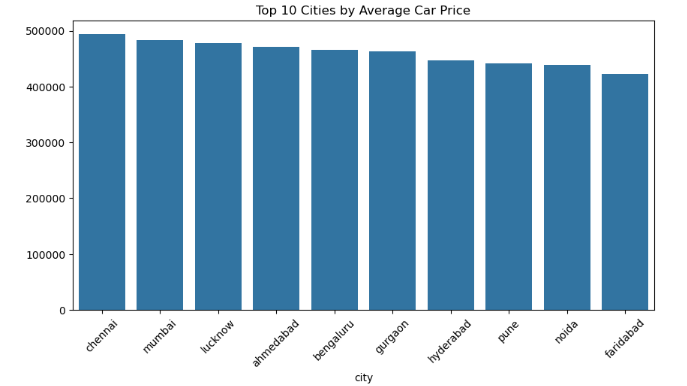 Top 10 Cities by Average Car Price
500000
400000
300000
200000
100000
0
chennai
mumbai
lucknow
ahmedabad
bengaluru
gurgaon
hyderabad
pune
noida
faridabad
city